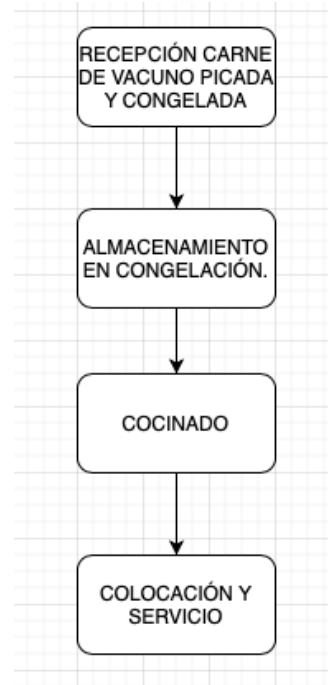 RECEPCIÓN CARNE
DE VACUNO PICADA
Y CONGELADA
ALMACENAMIENTO
EN CONGELACIÓN.
COCINADO
COLOCACIÓN Y
SERVICIO